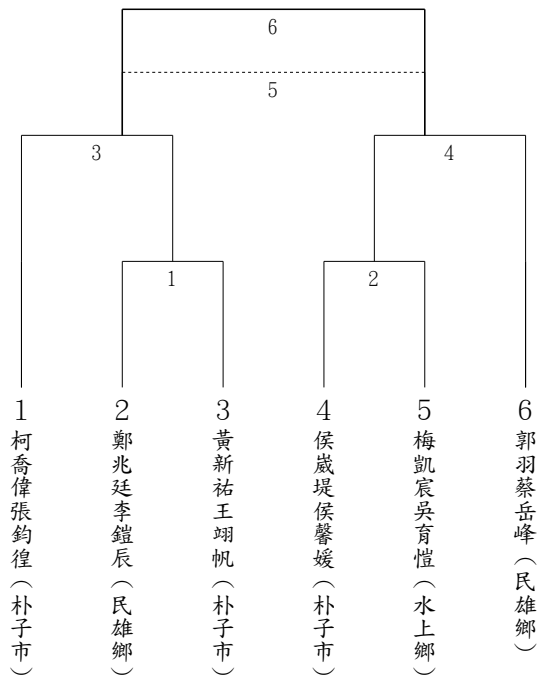 6
5
3
4
1
2
1
柯喬偉張鈞徨（朴子市）
2
鄭兆廷李鎧辰（民雄鄉）
3
黃新祐王翊帆（朴子市）
4
侯崴堤侯馨媛（朴子市）
5
梅凱宸吳育愷（水上鄉）
6
郭羽蔡岳峰（民雄鄉）